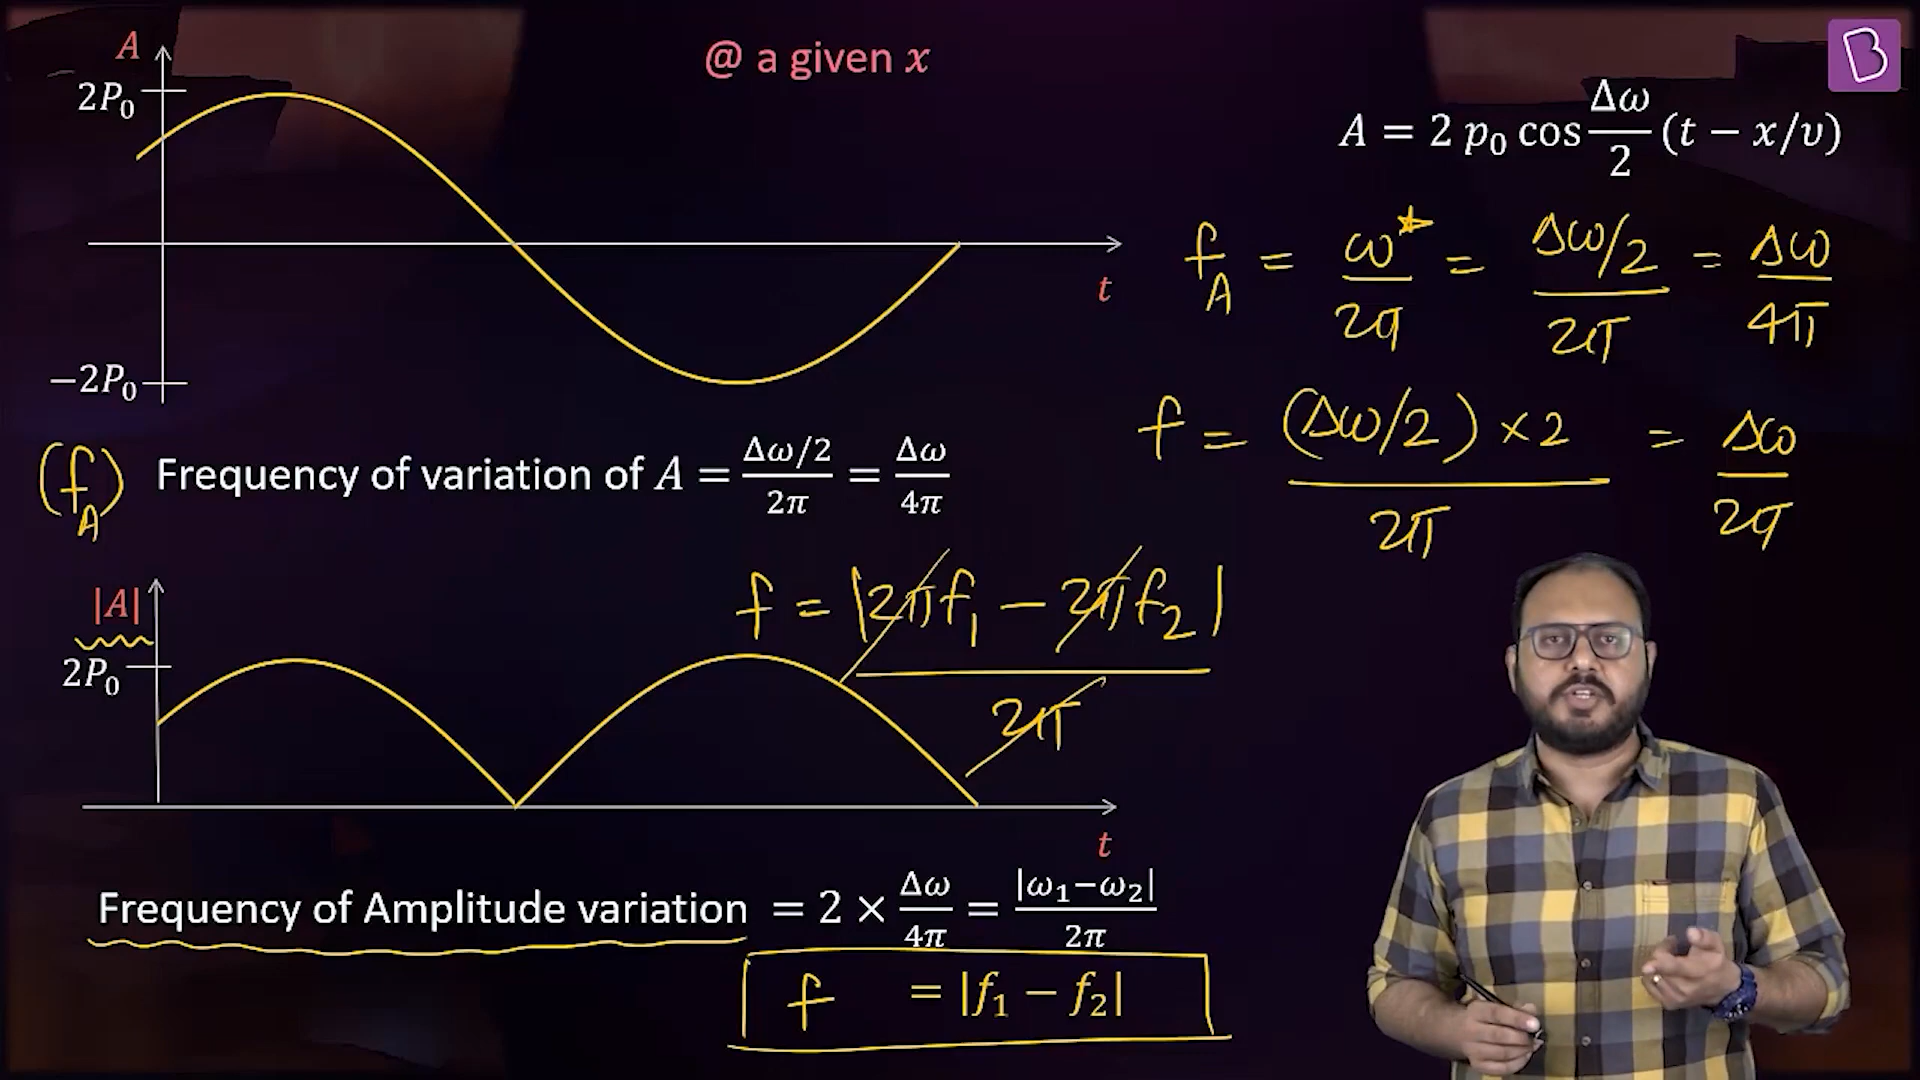 A
2P₀
@ a given x
B
A = 2 p₀ cos Δω/2 (t − x/υ)
t
−2P₀
f_A = ω*/2π = Δω/2/2π = Δω/4π
f = (Δω/2) × 2/2π = Δω/2π
(f_A) Frequency of variation of A = Δω/2/2π = Δω/4π
|A|
2P₀
f = |2πf₁ − 2πf₂|/2π
t
Frequency of Amplitude variation = 2 × Δω/4π = |ω₁−ω₂|/2π
f = |f₁ − f₂|